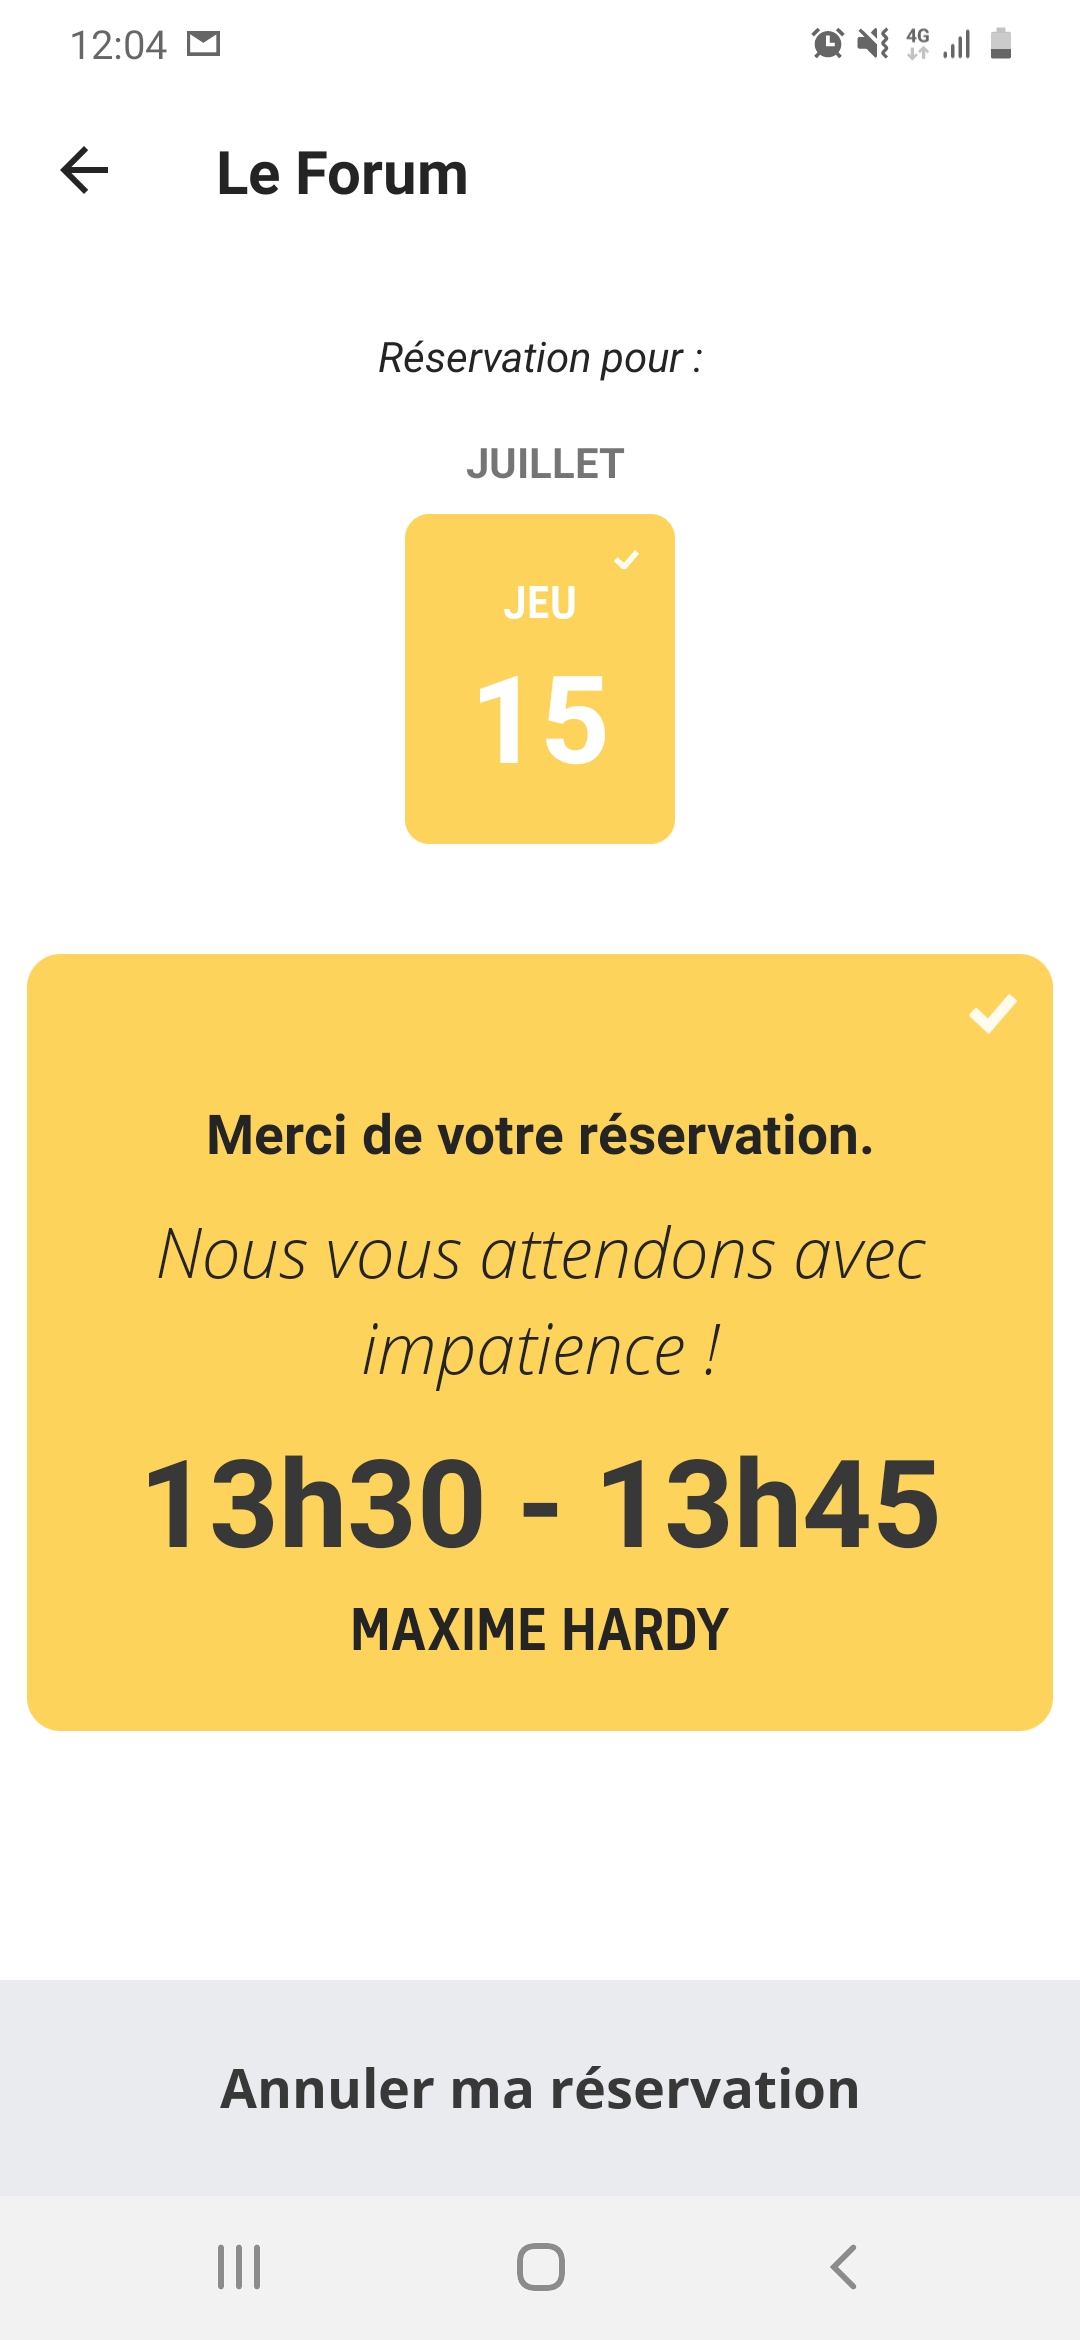 12:04
4G
Le Forum
Réservation pour :
JUILLET
JEU
15
Merci de votre réservation.
Nous vous attendons avec
impatience !
13h30 - 13h45
MAXIME HARDY
Annuler ma réservation